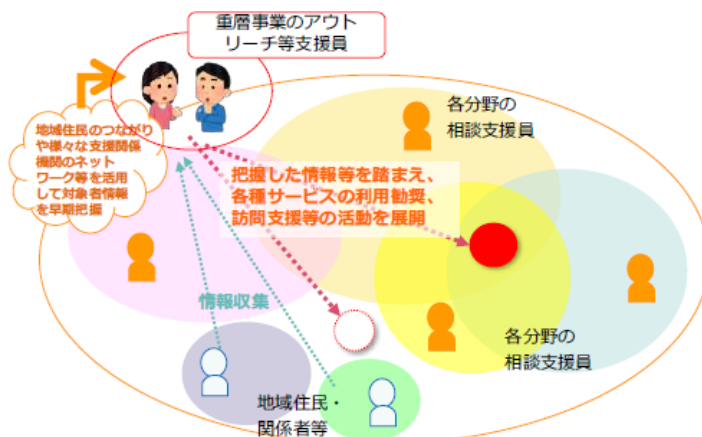 重層事業のアウト
リーチ等支援員
地域住民のつながり
や様々な支援関係
機関のネット
ワーク等を活用
して対象者情報
を早期把握
各分野の
相談支援員
把握した情報等を踏まえ、
各種サービスの利用勧奨、
訪問支援等の活動を展開
情報収集
各分野の
相談支援員
地域住民・
関係者等